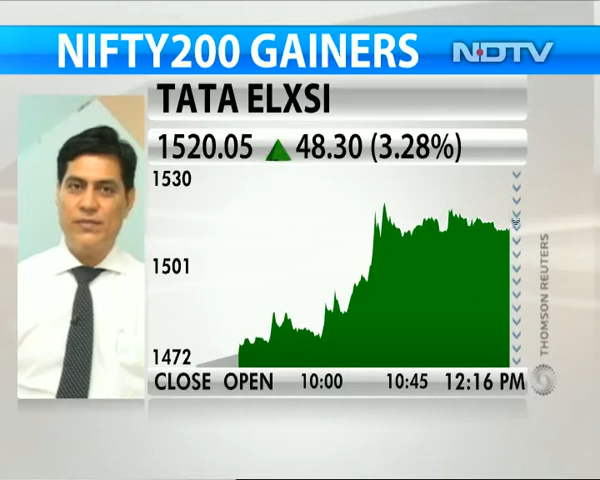 NIFTY200 GAINERS NDTV
TATA ELXSI
1520.05 48.30 (3.28%)
1530
1501
1472
CLOSE OPEN 10:00 10:45 12:16 PM
THOMSON REUTERS